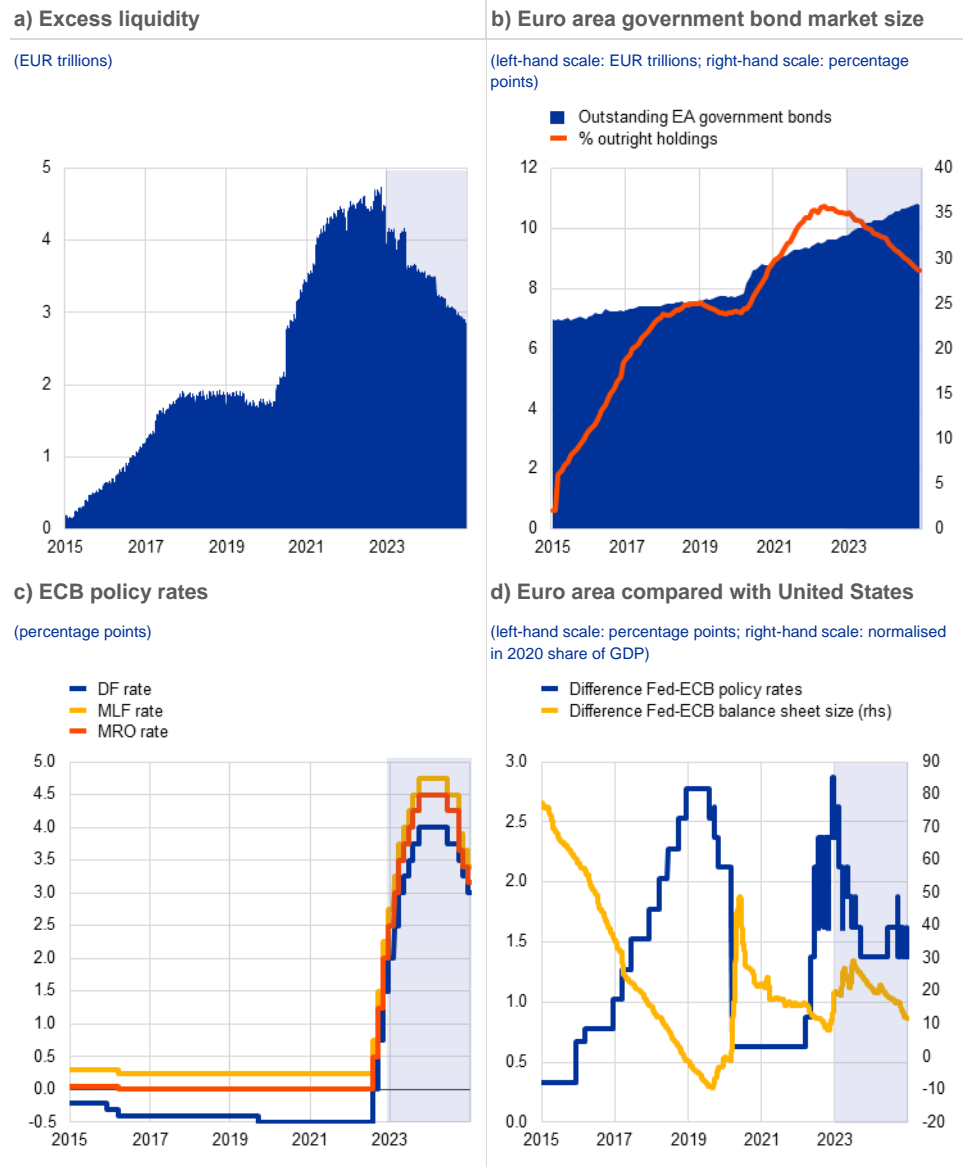 a) Excess liquidity
(EUR trillions)
5
4
3
2
1
0
2015 2017 2019 2021 2023
b) Euro area government bond market size
(left-hand scale: EUR trillions; right-hand scale: percentage
points)
Outstanding EA government bonds
% outright holdings
12 40
10 35
8 30
6 25
4 20
2 15
0 10
5
0
2015 2017 2019 2021 2023
c) ECB policy rates
(percentage points)
DF rate
MLF rate
MRO rate
5.0
4.5
4.0
3.5
3.0
2.5
2.0
1.5
1.0
0.5
0.0
-0.5
2015 2017 2019 2021 2023
d) Euro area compared with United States
(left-hand scale: percentage points; right-hand scale: normalised
in 2020 share of GDP)
Difference Fed-ECB policy rates
Difference Fed-ECB balance sheet size (rhs)
3.0 90
2.5 80
2.0 70
1.5 60
1.0 50
0.5 40
0.0 30
20
10
0
-10
-20
2015 2017 2019 2021 2023